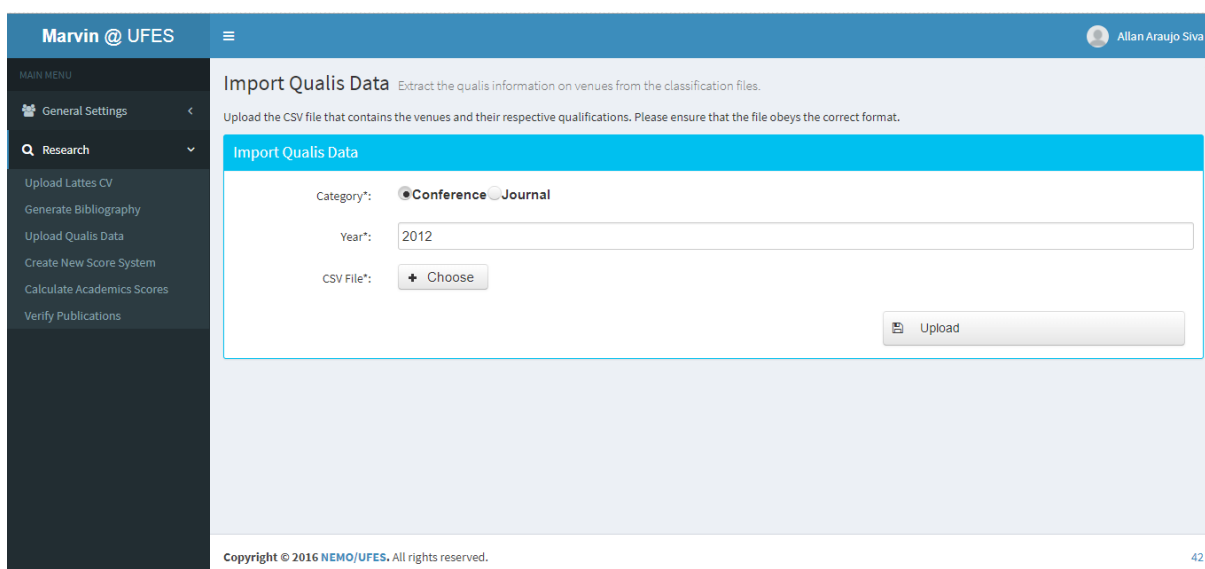 Marvin @ UFES
Allan Araujo Siva
MAIN MENU
General Settings
Research
Upload Lattes CV
Generate Bibliography
Upload Qualis Data
Create New Score System
Calculate Academics Scores
Verify Publications
Import Qualis Data Extract the qualis information on venues from the classification files.
Upload the CSV file that contains the venues and their respective qualifications. Please ensure that the file obeys the correct format.
Import Qualis Data
Category*: Conference Journal
Year*: 2012
CSV File*: + Choose
Upload
Copyright © 2016 NEMO/UFES. All rights reserved. 42